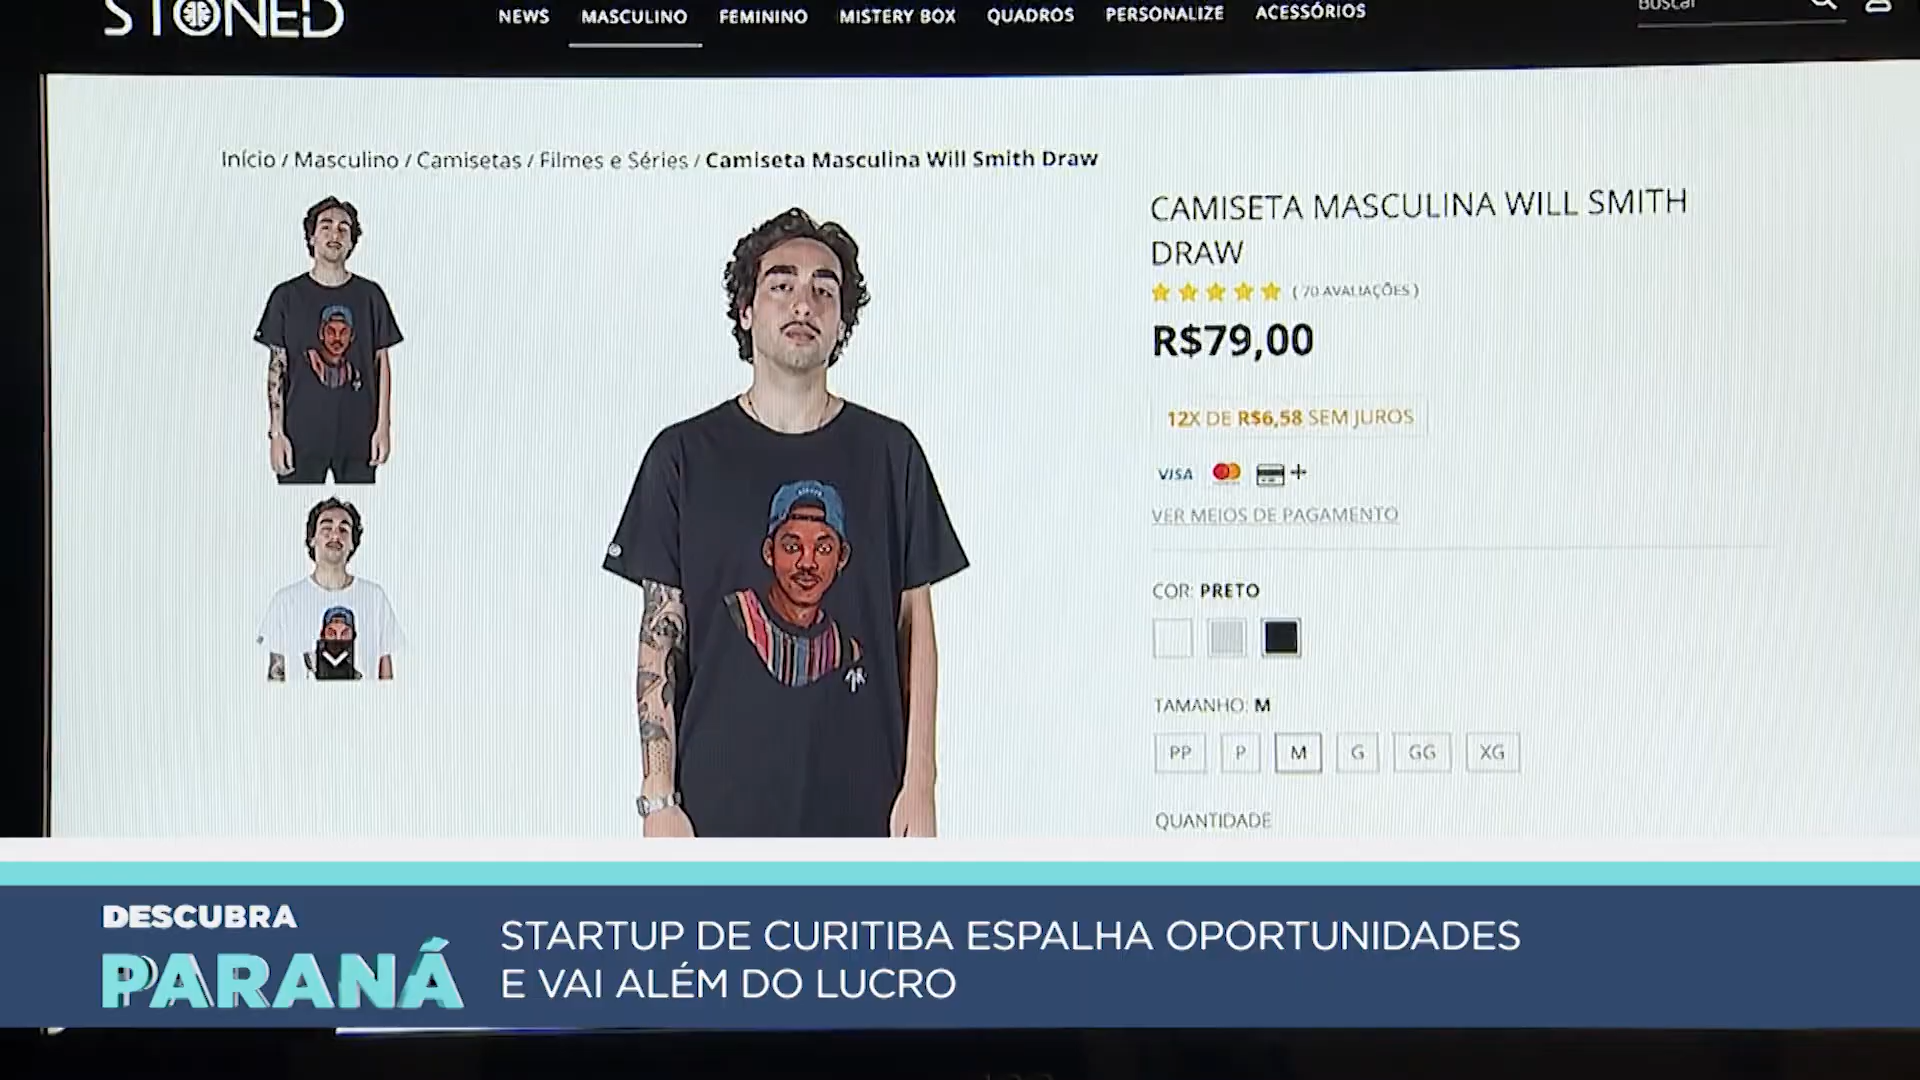 STONED
NEWS MASCULINO FEMININO MISTERY BOX QUADROS PERSONALIZE ACESSÓRIOS
Buscar
Início / Masculino / Camisetas / Filmes e Séries / Camiseta Masculina Will Smith Draw
CAMISETA MASCULINA WILL SMITH
DRAW
( 70 AVALIAÇÕES )
R$79,00
12X DE R$6,58 SEM JUROS
VISA
VER MEIOS DE PAGAMENTO
COR: PRETO
TAMANHO: M
PP P M G GG XG
QUANTIDADE
DESCUBRA
PARANÁ
STARTUP DE CURITIBA ESPALHA OPORTUNIDADES
E VAI ALÉM DO LUCRO